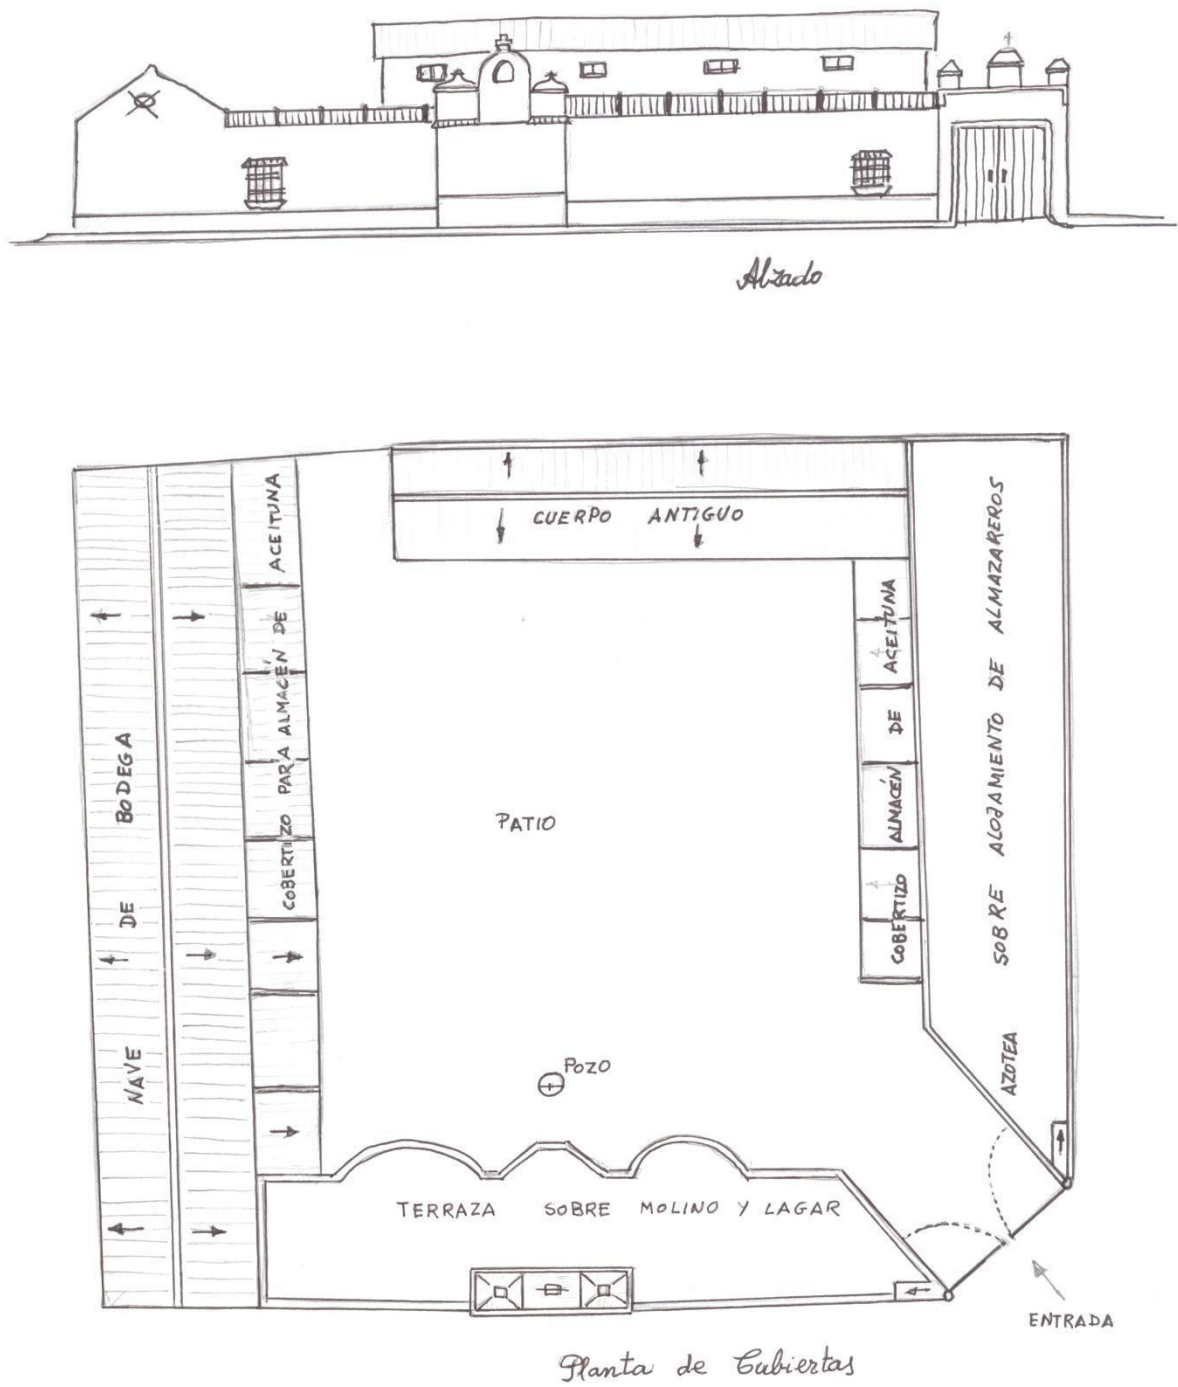 Alzado
CUERPO ANTIGUO
NAVE DE BODEGA
COBERTIZO PARA ALMACÉN DE ACEITUNA
PATIO
COBERTIZO ALMACÉN DE ACEITUNA
AZOTEA SOBRE ALOJAMIENTO DE ALMAZAREROS
POZO
TERRAZA SOBRE MOLINO Y LAGAR
ENTRADA
Planta de Cubiertas